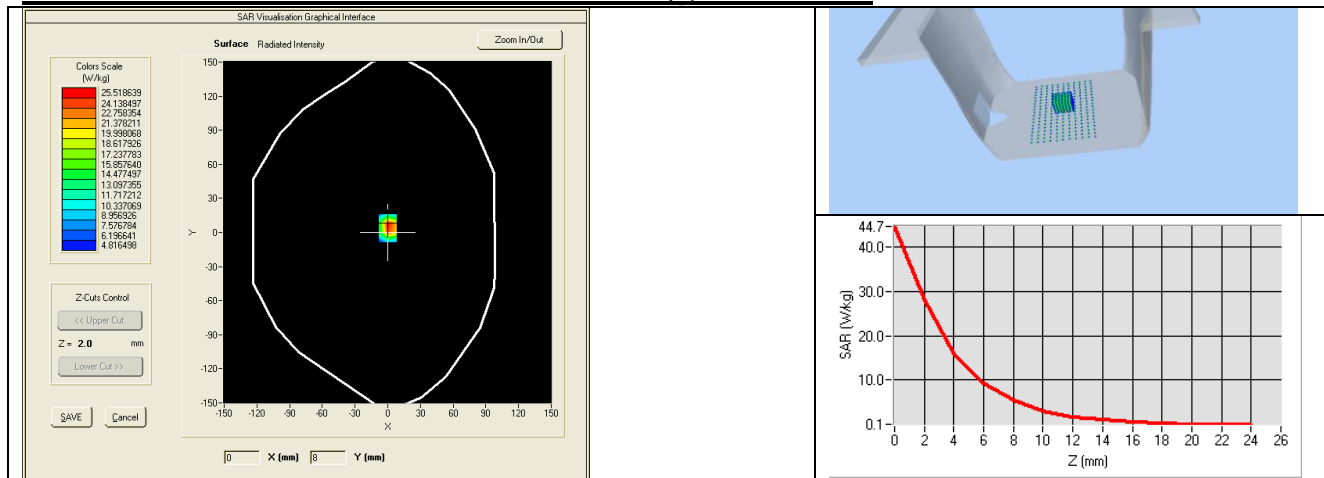 SAR Visualisation Graphical Interface
Surface Radiated Intensity
Zoom In/Out
Colors Scale
(W/kg)
25.518639
24.138497
22.758354
21.378211
19.998068
18.617926
17.237783
15.857640
14.477497
13.097355
11.717212
10.337069
8.956926
7.576784
6.196641
4.816498
Z-Cuts Control
<< Upper Cut
Z = 2.0 mm
Lower Cut >>
SAVE Cancel
150
120
90
60
30
0
-30
-60
-90
-120
-150
Y
-150 -120 -90 -60 -30 0 30 60 90 120 150
X
0 X (mm) 8 Y (mm)
44.7
40.0
30.0
20.0
10.0
0.1
SAR (W/kg)
0 2 4 6 8 10 12 14 16 18 20 22 24 26
Z (mm)